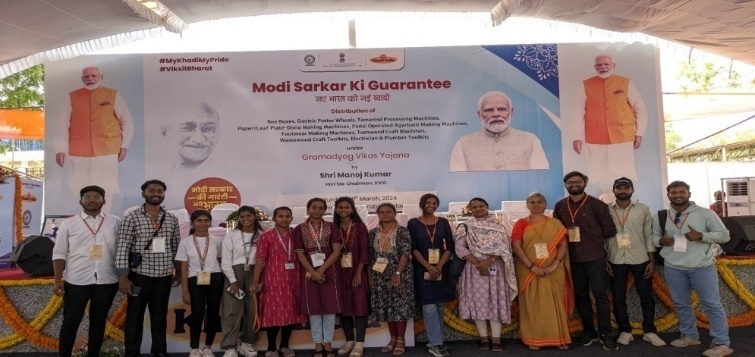 #MyKhadiMyPride
#ViksitBharat
Modi Sarkar Ki Guarantee
नए भारत की नई खादी
Distribution of
Bee Boxes, Electric Potter Wheels, Tamarind Processing Machines,
Paper/Leaf Plate-Dona Making Machines, Pedal Operated Agarbatti Making Machines,
Footwear Making Machines, Turnwood Craft Machines,
Wastewood Craft Toolkits, Electrician & Plumber Toolkits
under
Gramodyog Vikas Yojana
by
Shri Manoj Kumar
Hon'ble Chairman, KVIC
March, 2024
मोदी सरकार
की गारंटी